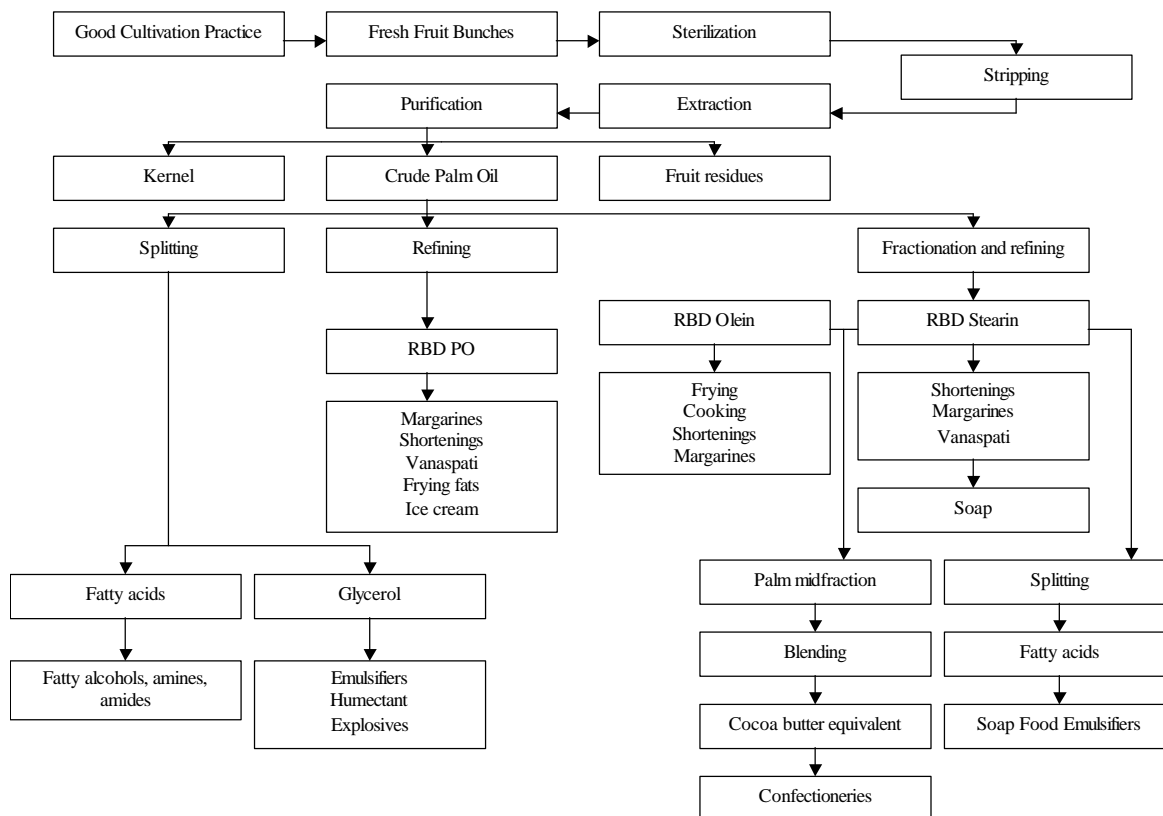 Good Cultivation Practice
Fresh Fruit Bunches
Sterilization
Stripping
Purification
Extraction
Kernel
Crude Palm Oil
Fruit residues
Splitting
Refining
Fractionation and refining
RBD Olein
RBD Stearin
RBD PO
Frying
Cooking
Shortenings
Margarines
Shortenings
Margarines
Vanaspati
Margarines
Shortenings
Vanaspati
Frying fats
Ice cream
Soap
Fatty acids
Glycerol
Palm midfraction
Splitting
Blending
Fatty acids
Fatty alcohols, amines,
amides
Emulsifiers
Humectant
Explosives
Cocoa butter equivalent
Soap Food Emulsifiers
Confectioneries